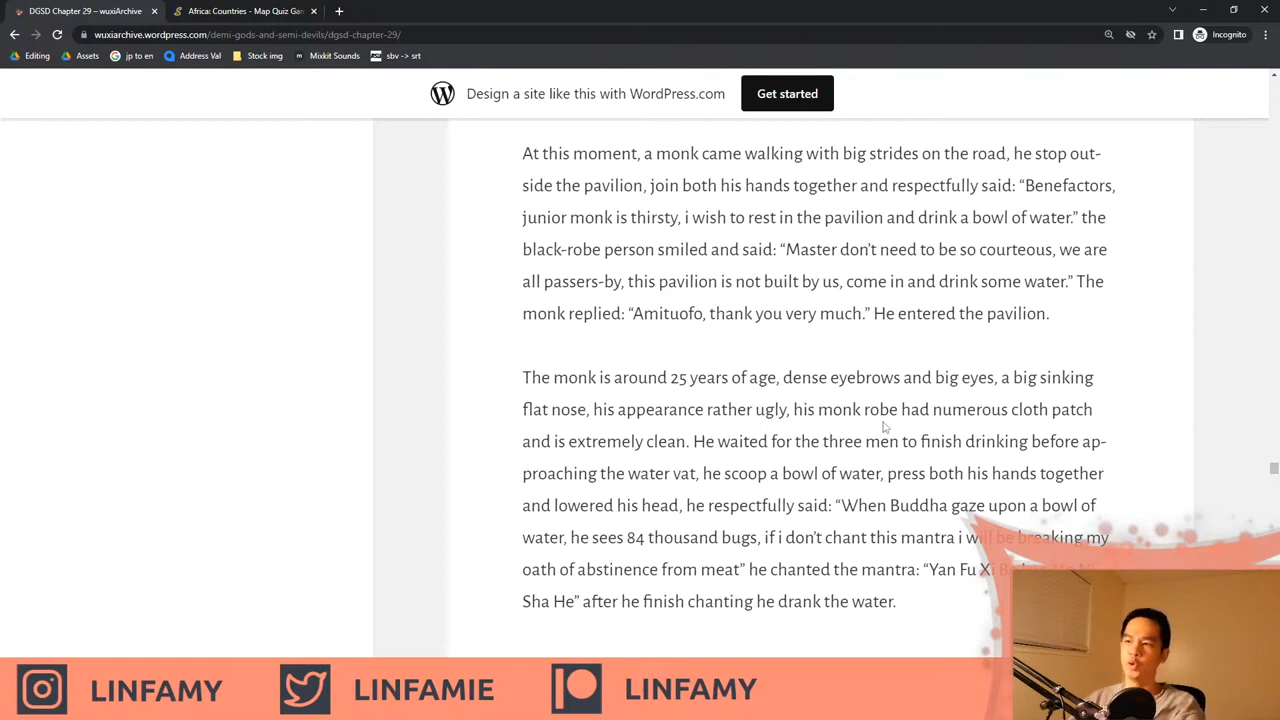 DGSD Chapter 29 – wuxiArchive
Africa: Countries - Map Quiz Gam
Incognito
wuxiarchive.wordpress.com/demi-gods-and-semi-devils/dgsd-chapter-29/
Editing
Assets
jp to en
Address Val
Stock img
Mixkit Sounds
sbv -> srt
Design a site like this with WordPress.com
Get started
At this moment, a monk came walking with big strides on the road, he stop out-
side the pavilion, join both his hands together and respectfully said: “Benefactors,
junior monk is thirsty, i wish to rest in the pavilion and drink a bowl of water.” the
black-robe person smiled and said: “Master don’t need to be so courteous, we are
all passers-by, this pavilion is not built by us, come in and drink some water.” The
monk replied: “Amituofo, thank you very much.” He entered the pavilion.
The monk is around 25 years of age, dense eyebrows and big eyes, a big sinking
flat nose, his appearance rather ugly, his monk robe had numerous cloth patch
and is extremely clean. He waited for the three men to finish drinking before ap-
proaching the water vat, he scoop a bowl of water, press both his hands together
and lowered his head, he respectfully said: “When Buddha gaze upon a bowl of
water, he sees 84 thousand bugs, if i don’t chant this mantra i will be breaking my
oath of abstinence from meat” he chanted the mantra: “Yan Fu Xi
Sha He” after he finish chanting he drank the water.
LINFAMY
LINFAMIE
LINFAMY